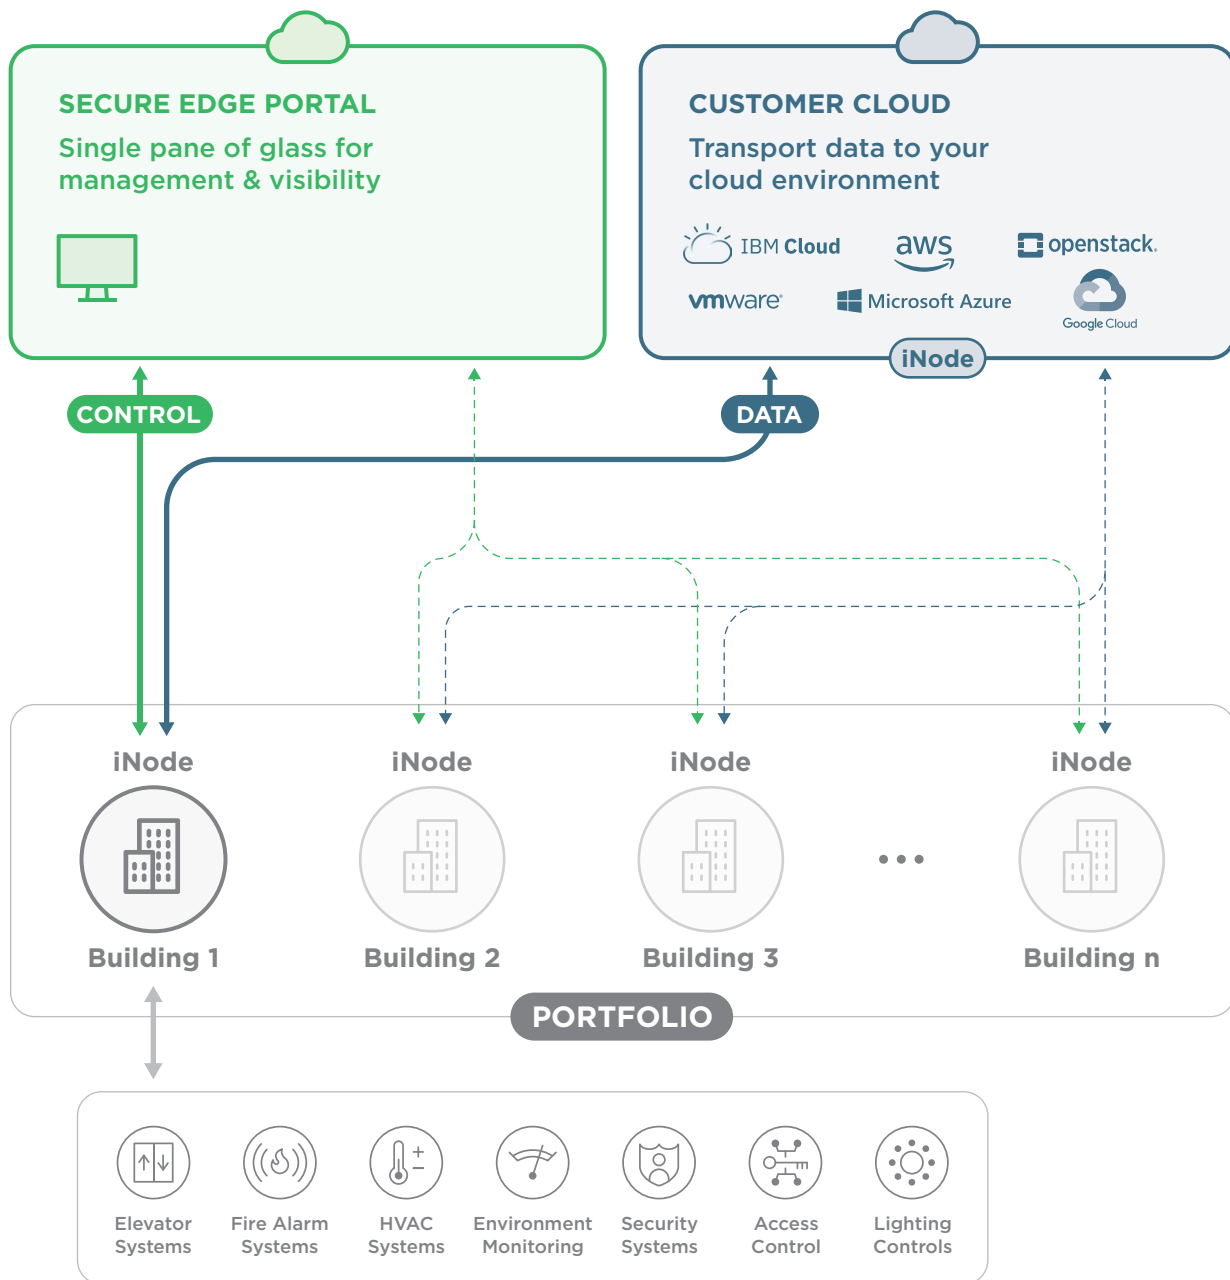 SECURE EDGE PORTAL
Single pane of glass for
management & visibility
CUSTOMER CLOUD
Transport data to your
cloud environment
IBM Cloud
aws
openstack.
vmware®
Microsoft Azure
Google Cloud
iNode
CONTROL
DATA
iNode
iNode
iNode
iNode
Building 1
Building 2
Building 3
Building n
PORTFOLIO
Elevator
Systems
Fire Alarm
Systems
HVAC
Systems
Environment
Monitoring
Security
Systems
Access
Control
Lighting
Controls